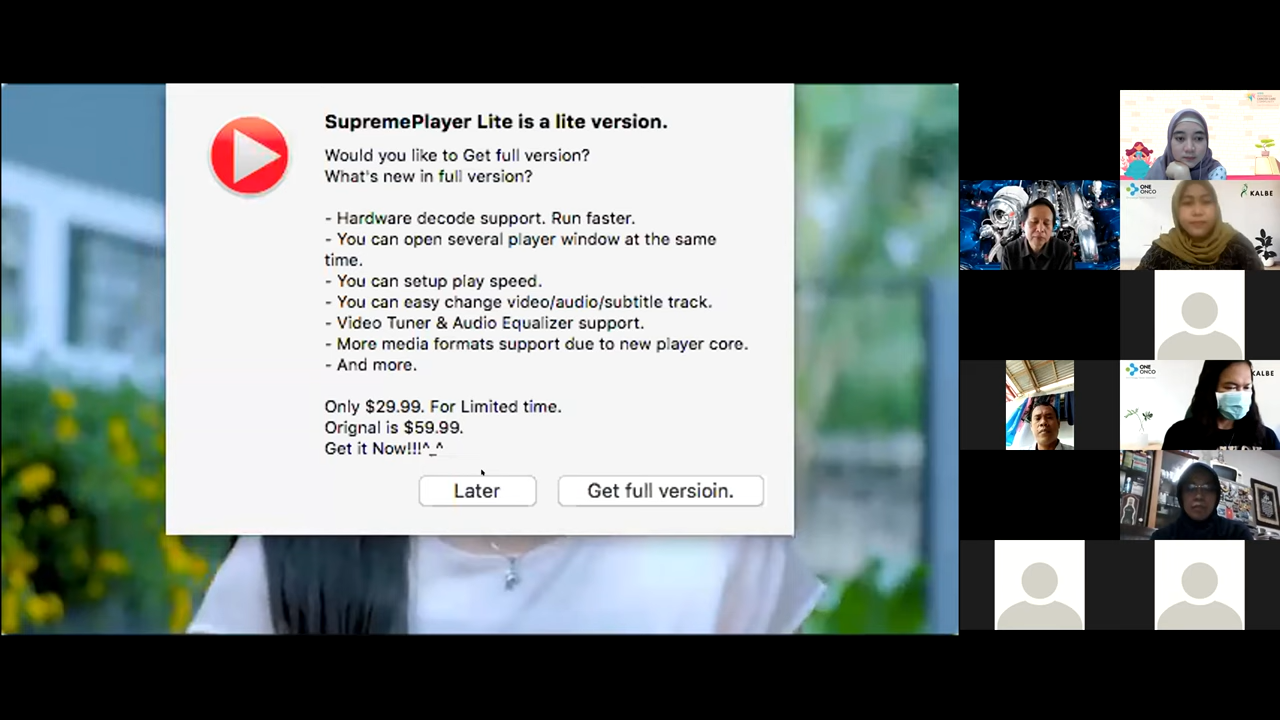 SupremePlayer Lite is a lite version.
Would you like to Get full version?
What's new in full version?
- Hardware decode support. Run faster.
- You can open several player window at the same
time.
- You can setup play speed.
- You can easy change video/audio/subtitle track.
- Video Tuner & Audio Equalizer support.
- More media formats support due to new player core.
- And more.
Only $29.99. For Limited time.
Orignal is $59.99.
Get it Now!!!^_^
Later
Get full versioin.
ONE
ONCO
KALBE
ONE
ONCO
KALBE